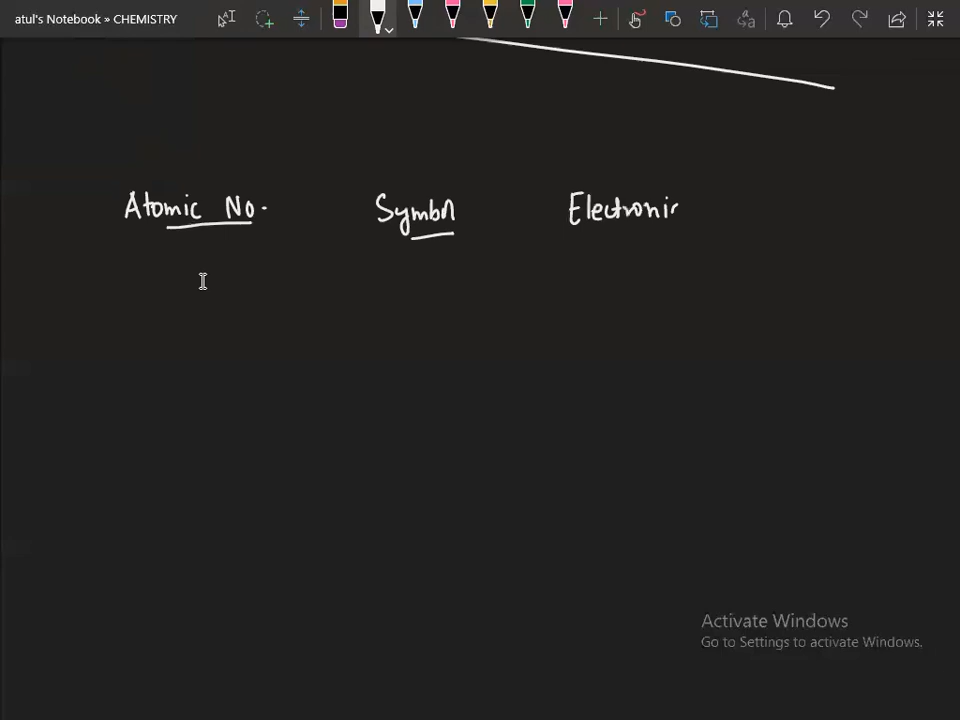 atul's Notebook » CHEMISTRY
Atomic No. Symbol Electronic
Activate Windows
Go to Settings to activate Windows.